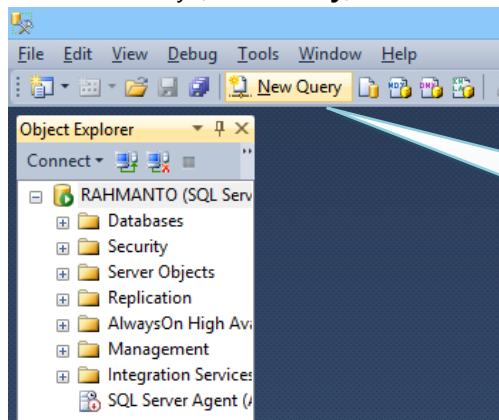 File Edit View Debug Tools Window Help
New Query
Object Explorer
Connect
RAHMANTO (SQL Serv
Databases
Security
Server Objects
Replication
AlwaysOn High Ava
Management
Integration Services
SQL Server Agent (A